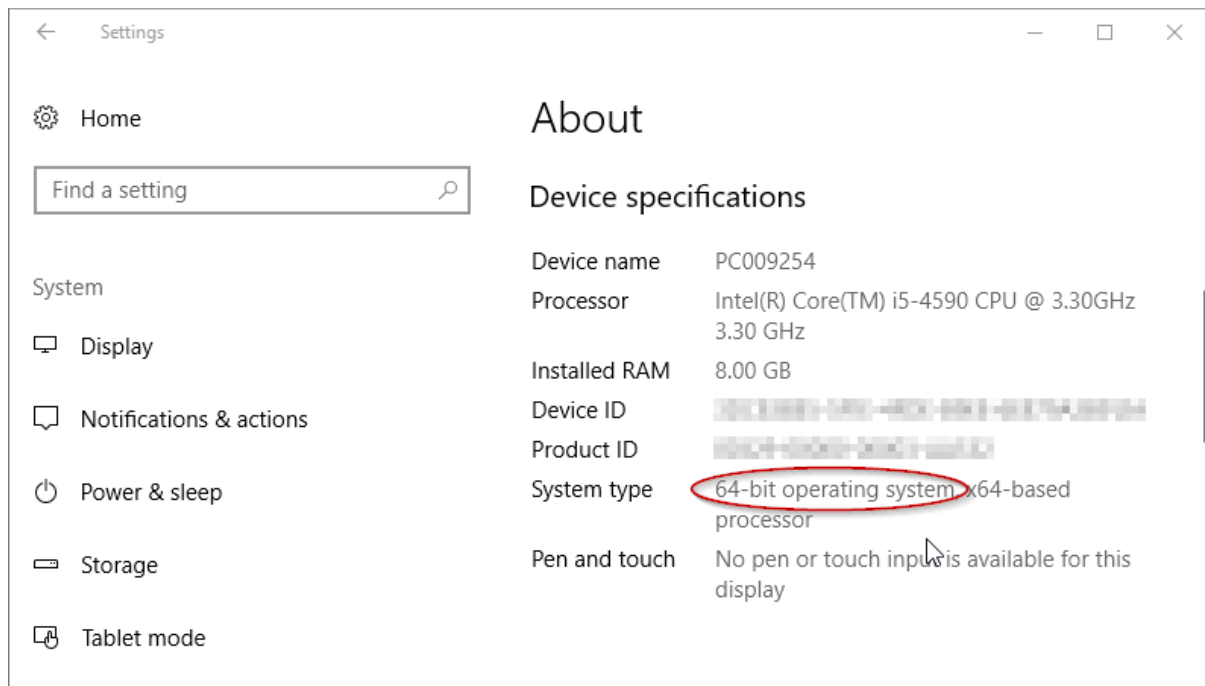 Settings
Home
Find a setting
System
Display
Notifications & actions
Power & sleep
Storage
Tablet mode
About
Device specifications
Device name PC009254
Processor Intel(R) Core(TM) i5-4590 CPU @ 3.30GHz
3.30 GHz
Installed RAM 8.00 GB
Device ID
Product ID
System type 64-bit operating system, x64-based
processor
Pen and touch No pen or touch input is available for this
display